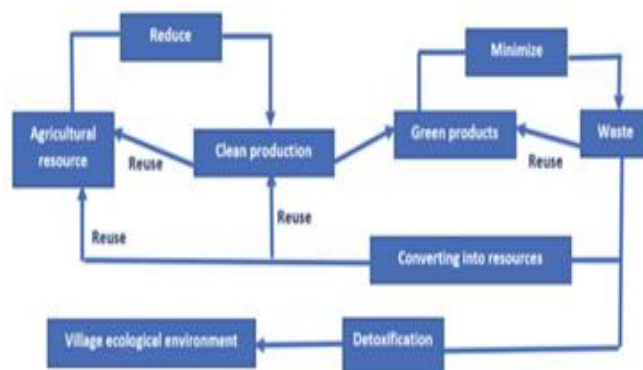 Reduce
Minimize
Agricultural
resource
Reuse
Clean production
Green products
Reuse
Waste
Reuse
Reuse
Converting into resources
Village ecological environment
Detoxification